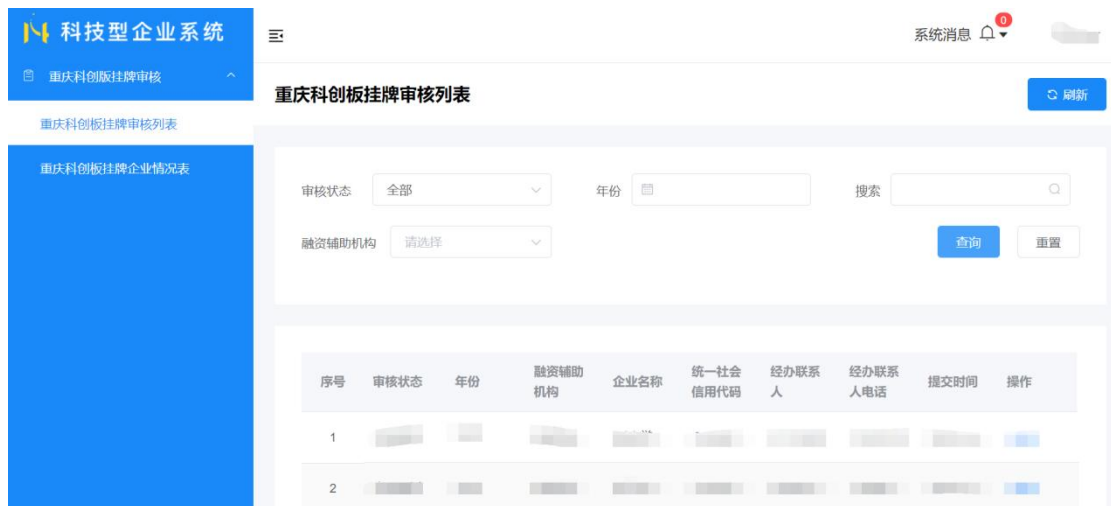 科技型企业系统
系统消息
0
重庆科创版挂牌审核
重庆科创板挂牌审核列表
刷新
重庆科创板挂牌审核列表
重庆科创板挂牌企业情况表
审核状态 全部 年份 搜索
融资辅助机构 请选择 查询 重置
序号 审核状态 年份 融资辅助机构 企业名称 统一社会信用代码 经办联系人 经办联系人电话 提交时间 操作
1
2